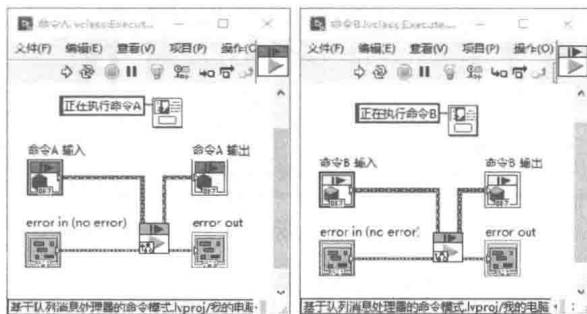 命令A.lvclass:Execut...
文件(F) 编辑(E) 查看(V) 项目(P) 操作(O
正在执行命令A
命令A 输入
命令A 输出
error in (no error)
error out
基于队列消息处理器的命令模式.lvproj/我的电脑
命令B.lvclass:Execute....
文件(F) 编辑(E) 查看(V) 项目(P) 操作(O)
正在执行命令B
命令B 输入
命令B 输出
error in (no error)
error out
基于队列消息处理器的命令模式.lvproj/我的电脑